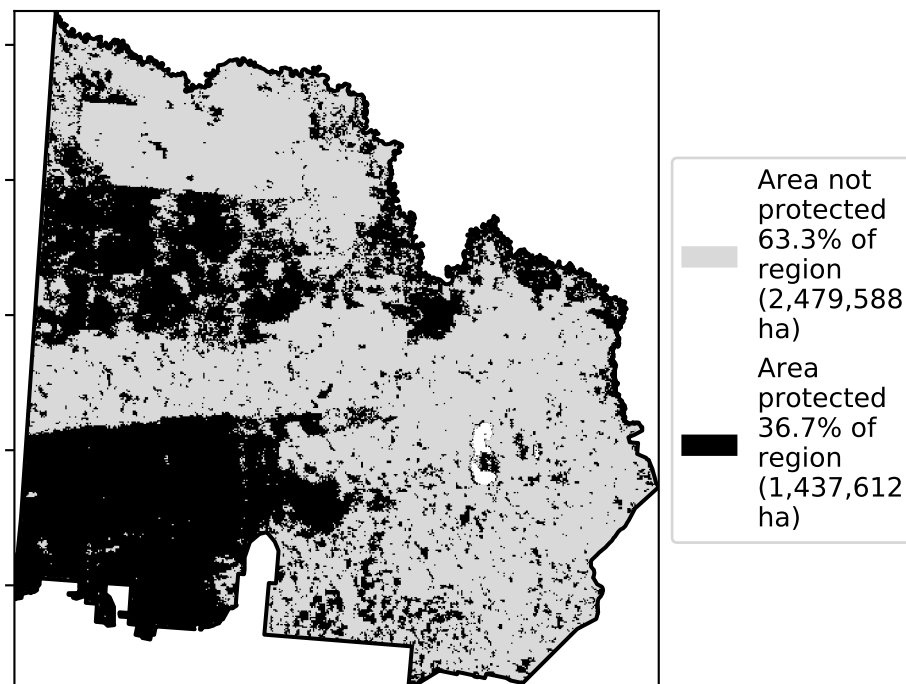 Area not
protected
63.3% of
region
(2,479,588
ha)
Area
protected
36.7% of
region
(1,437,612
ha)